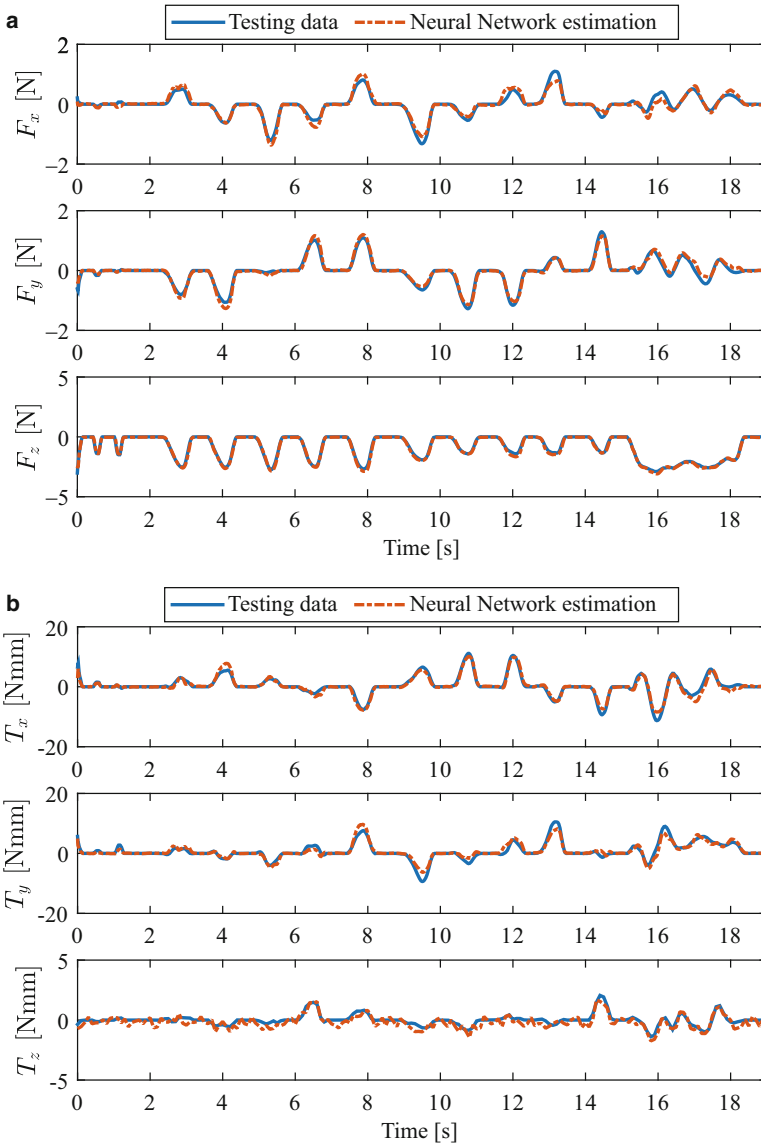 a
Testing data Neural Network estimation
F_x [N]
2
0
−2
0 2 4 6 8 10 12 14 16 18
F_y [N]
2
0
−2
0 2 4 6 8 10 12 14 16 18
F_z [N]
5
0
−5
0 2 4 6 8 10 12 14 16 18
Time [s]
b
Testing data Neural Network estimation
T_x [Nmm]
20
0
-20
0 2 4 6 8 10 12 14 16 18
T_y [Nmm]
20
0
-20
0 2 4 6 8 10 12 14 16 18
T_z [Nmm]
5
0
-5
0 2 4 6 8 10 12 14 16 18
Time [s]